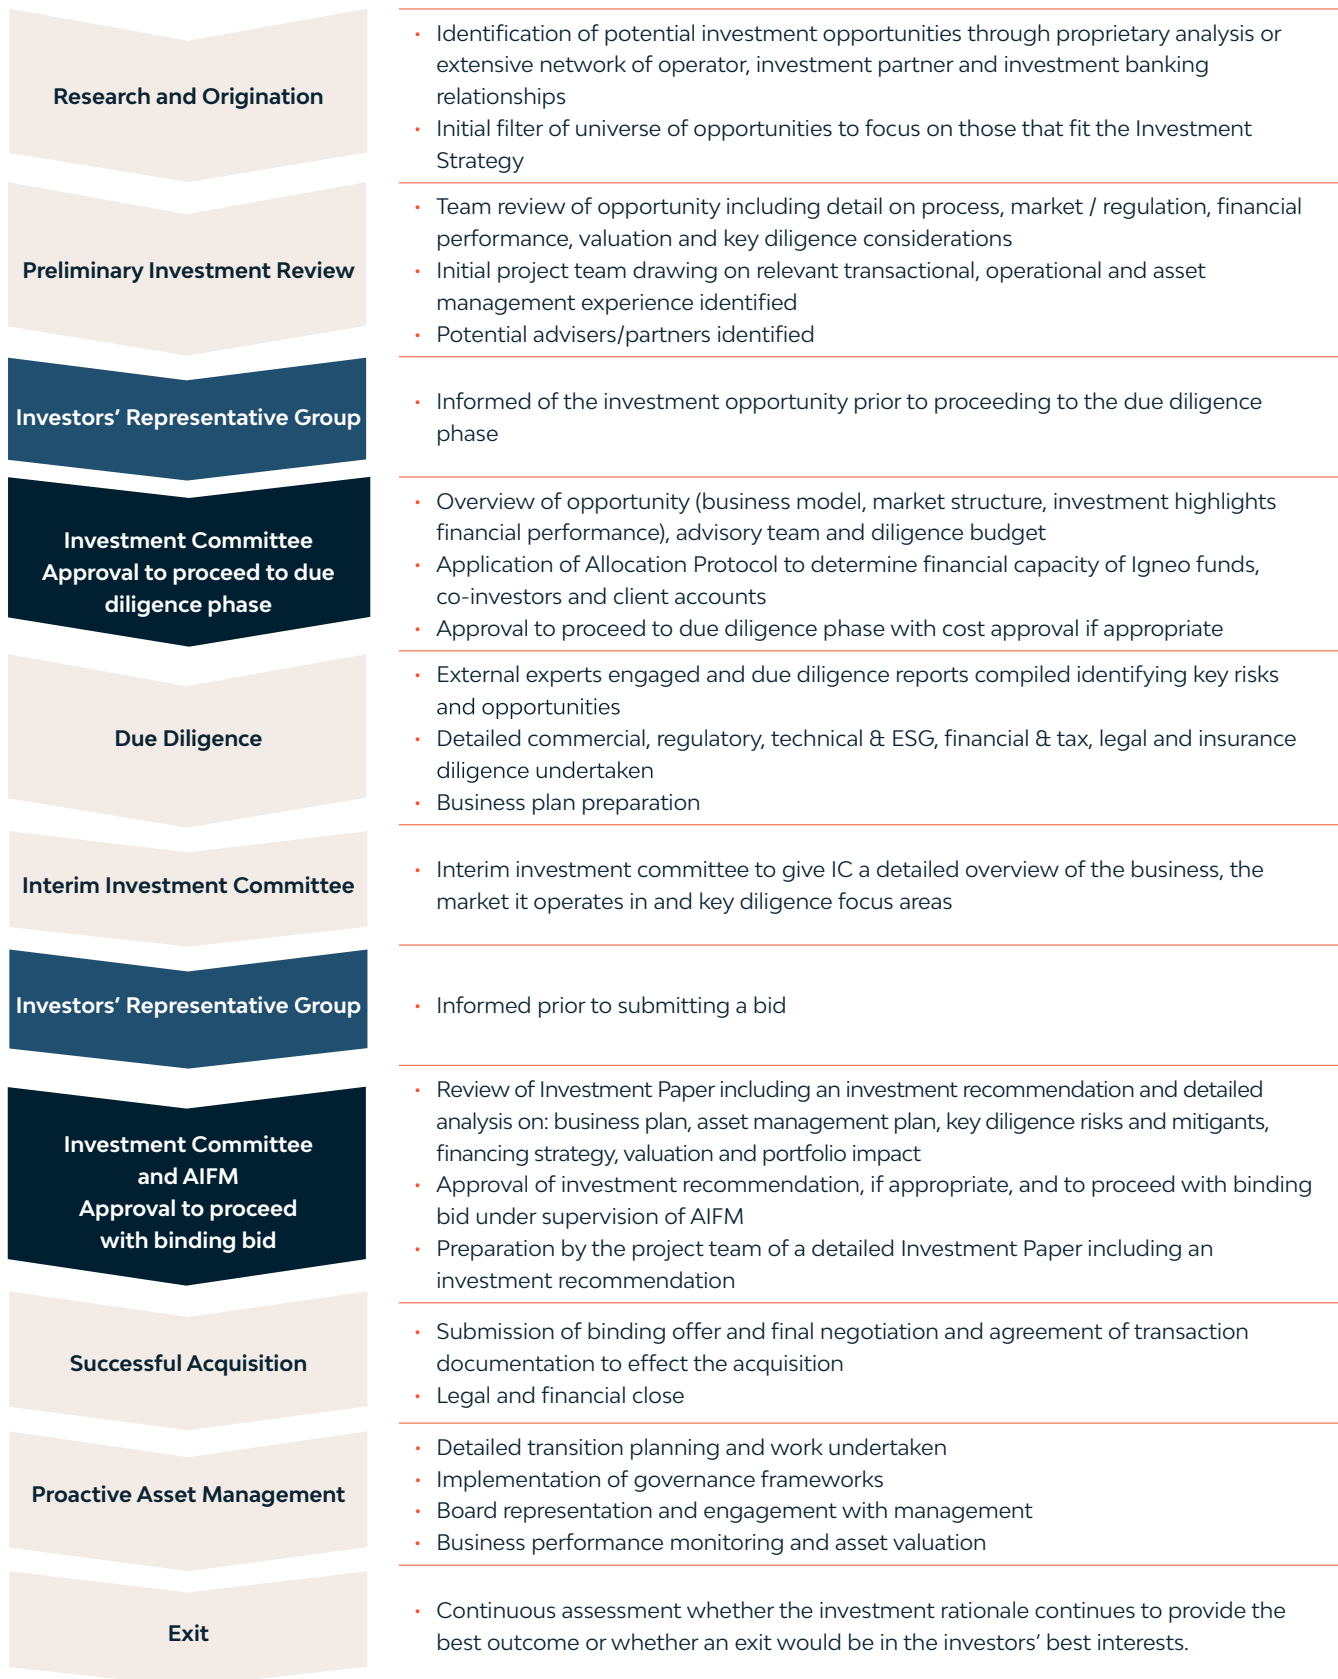 Research and Origination
• Identification of potential investment opportunities through proprietary analysis or
extensive network of operator, investment partner and investment banking
relationships
• Initial filter of universe of opportunities to focus on those that fit the Investment
Strategy
Preliminary Investment Review
• Team review of opportunity including detail on process, market / regulation, financial
performance, valuation and key diligence considerations
• Initial project team drawing on relevant transactional, operational and asset
management experience identified
• Potential advisers/partners identified
Investors’ Representative Group
• Informed of the investment opportunity prior to proceeding to the due diligence
phase
Investment Committee
Approval to proceed to due
diligence phase
• Overview of opportunity (business model, market structure, investment highlights
financial performance), advisory team and diligence budget
• Application of Allocation Protocol to determine financial capacity of Igneo funds,
co-investors and client accounts
• Approval to proceed to due diligence phase with cost approval if appropriate
Due Diligence
• External experts engaged and due diligence reports compiled identifying key risks
and opportunities
• Detailed commercial, regulatory, technical & ESG, financial & tax, legal and insurance
diligence undertaken
• Business plan preparation
Interim Investment Committee
• Interim investment committee to give IC a detailed overview of the business, the
market it operates in and key diligence focus areas
Investors’ Representative Group
• Informed prior to submitting a bid
Investment Committee
and AIFM
Approval to proceed
with binding bid
• Review of Investment Paper including an investment recommendation and detailed
analysis on: business plan, asset management plan, key diligence risks and mitigants,
financing strategy, valuation and portfolio impact
• Approval of investment recommendation, if appropriate, and to proceed with binding
bid under supervision of AIFM
• Preparation by the project team of a detailed Investment Paper including an
investment recommendation
Successful Acquisition
• Submission of binding offer and final negotiation and agreement of transaction
documentation to effect the acquisition
• Legal and financial close
Proactive Asset Management
• Detailed transition planning and work undertaken
• Implementation of governance frameworks
• Board representation and engagement with management
• Business performance monitoring and asset valuation
Exit
• Continuous assessment whether the investment rationale continues to provide the
best outcome or whether an exit would be in the investors’ best interests.